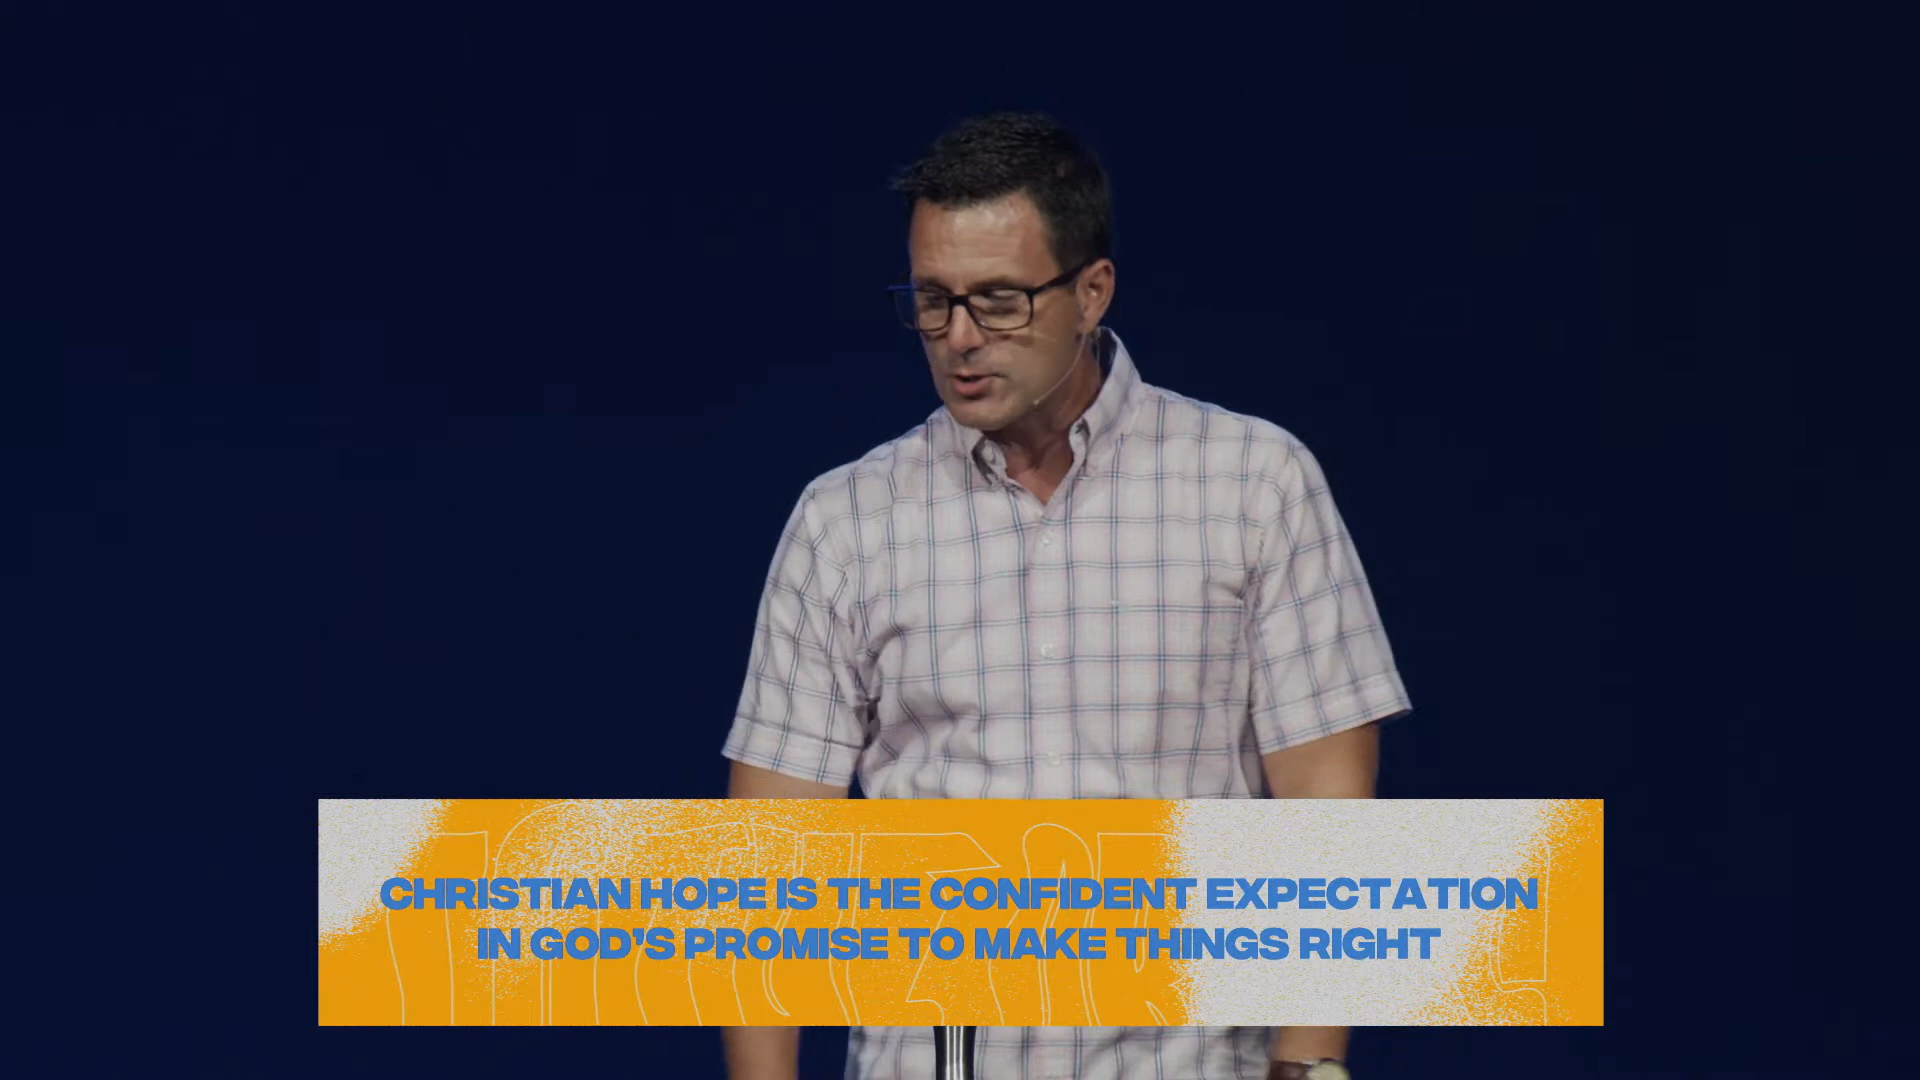 CHRISTIAN HOPE IS THE CONFIDENT EXPECTATION
IN GOD'S PROMISE TO MAKE THINGS RIGHT